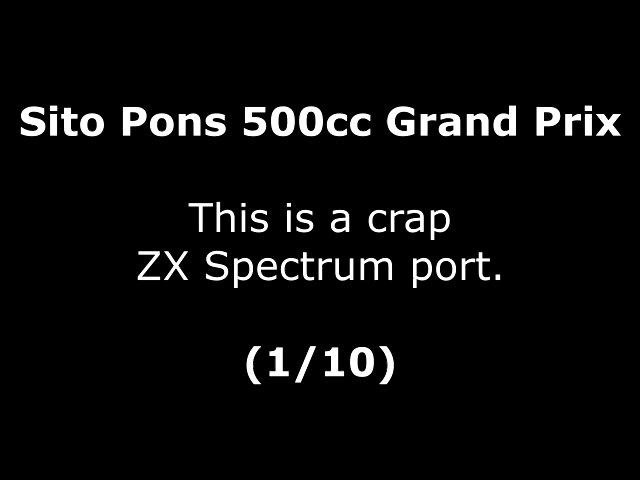 Sito Pons 500cc Grand Prix
This is a crap
ZX Spectrum port.
(1/10)